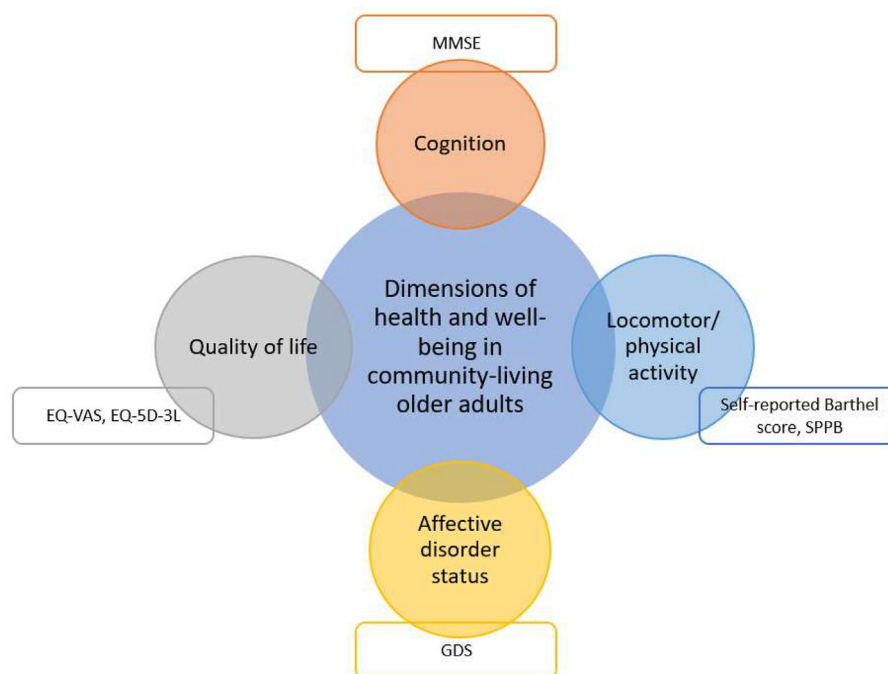 MMSE
Cognition
Dimensions of
health and well-
being in
community-living
older adults
Quality of life
EQ-VAS, EQ-5D-3L
Locomotor/
physical
activity
Self-reported Barthel
score, SPPB
Affective
disorder
status
GDS